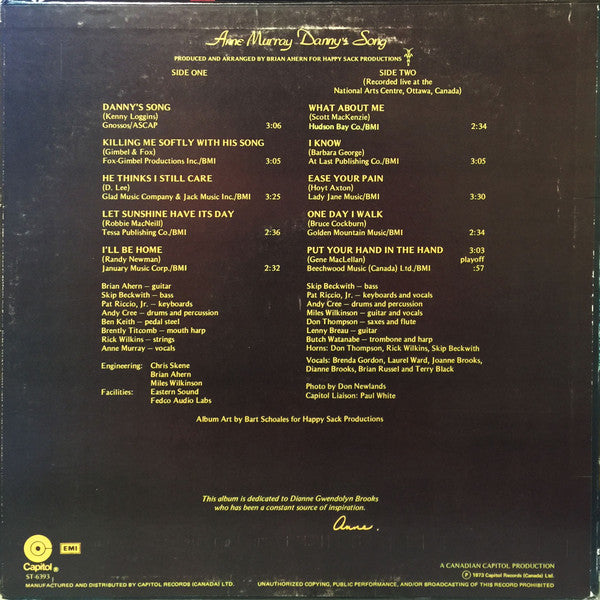 Anne Murray Danny's Song
PRODUCED AND ARRANGED BY BRIAN AHERN FOR HAPPY SACK PRODUCTIONS
SIDE ONE
DANNY'S SONG
(Kenny Loggins)
Gnossos/ASCAP 3:06
KILLING ME SOFTLY WITH HIS SONG
(Gimbel & Fox)
Fox-Gimbel Productions Inc./BMI 3:05
HE THINKS I STILL CARE
(D. Lee)
Glad Music Company & Jack Music Inc./BMI 3:25
LET SUNSHINE HAVE ITS DAY
(Robbie MacNeill)
Tessa Publishing Co./BMI 2:36
I'LL BE HOME
(Randy Newman)
January Music Corp./BMI 2:32
Brian Ahern – guitar
Skip Beckwith – bass
Pat Riccio, Jr. – keyboards
Andy Cree – drums and percussion
Ben Keith – pedal steel
Brently Titcomb – mouth harp
Rick Wilkins – strings
Anne Murray – vocals
Engineering: Chris Skene
Brian Ahern
Miles Wilkinson
Facilities: Eastern Sound
Fedco Audio Labs
SIDE TWO
(Recorded live at the
National Arts Centre, Ottawa, Canada)
WHAT ABOUT ME
(Scott MacKenzie)
Hudson Bay Co./BMI 2:34
I KNOW
(Barbara George)
At Last Publishing Co./BMI 3:05
EASE YOUR PAIN
(Hoyt Axton)
Lady Jane Music/BMI 3:30
ONE DAY I WALK
(Bruce Cockburn)
Golden Mountain Music/BMI 2:34
PUT YOUR HAND IN THE HAND 3:03
(Gene MacLellan) playoff
Beechwood Music (Canada) Ltd./BMI :57
Skip Beckwith – bass
Pat Riccio, Jr. – keyboards and vocals
Andy Cree – drums and percussion
Miles Wilkinson – guitar and vocals
Don Thompson – saxes and flute
Lenny Breau – guitar
Butch Watanabe – trombone and harp
Horns: Don Thompson, Rick Wilkins, Skip Beckwith
Vocals: Brenda Gordon, Laurel Ward, Joanne Brooks,
Dianne Brooks, Brian Russel and Terry Black
Photo by Don Newlands
Capitol Liaison: Paul White
Album Art by Bart Schoales for Happy Sack Productions
This album is dedicated to Dianne Gwendolyn Brooks
who has been a constant source of inspiration.
Anne.
Capitol® EMI
ST-6393
A CANADIAN CAPITOL PRODUCTION
Ⓟ 1973 Capitol Records (Canada) Ltd.
MANUFACTURED AND DISTRIBUTED BY CAPITOL RECORDS (CANADA) LTD. UNAUTHORIZED COPYING, PUBLIC PERFORMANCE, AND/OR BROADCASTING OF THIS RECORD PROHIBITED